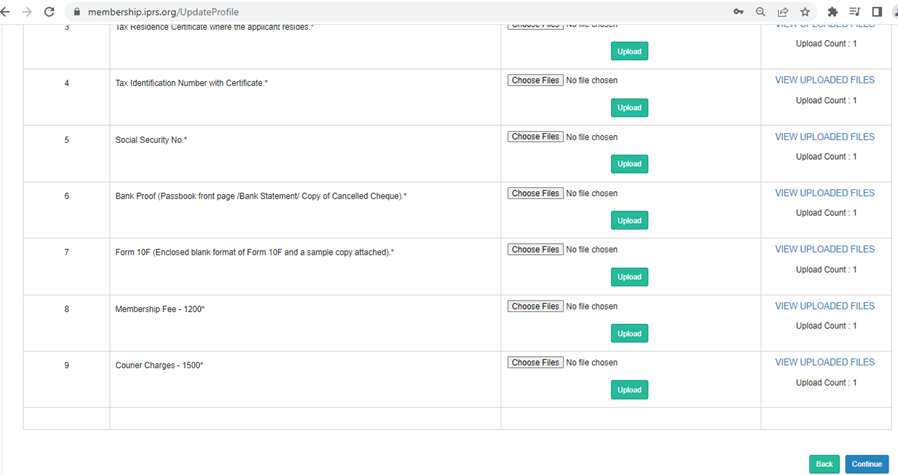 membership.iprs.org/UpdateProfile
3 Tax Residence Certificate where the applicant resides.* Choose Files No file chosen VIEW UPLOADED FILES
Upload Upload Count : 1
4 Tax Identification Number with Certificate.* Choose Files No file chosen VIEW UPLOADED FILES
Upload Upload Count : 1
5 Social Security No.* Choose Files No file chosen VIEW UPLOADED FILES
Upload Upload Count : 1
6 Bank Proof (Passbook front page /Bank Statement/ Copy of Cancelled Cheque).* Choose Files No file chosen VIEW UPLOADED FILES
Upload Upload Count : 1
7 Form 10F (Enclosed blank format of Form 10F and a sample copy attached).* Choose Files No file chosen VIEW UPLOADED FILES
Upload Upload Count : 1
8 Membership Fee - 1200* Choose Files No file chosen VIEW UPLOADED FILES
Upload Upload Count : 1
9 Courier Charges - 1500* Choose Files No file chosen VIEW UPLOADED FILES
Upload Upload Count : 1
Back Continue